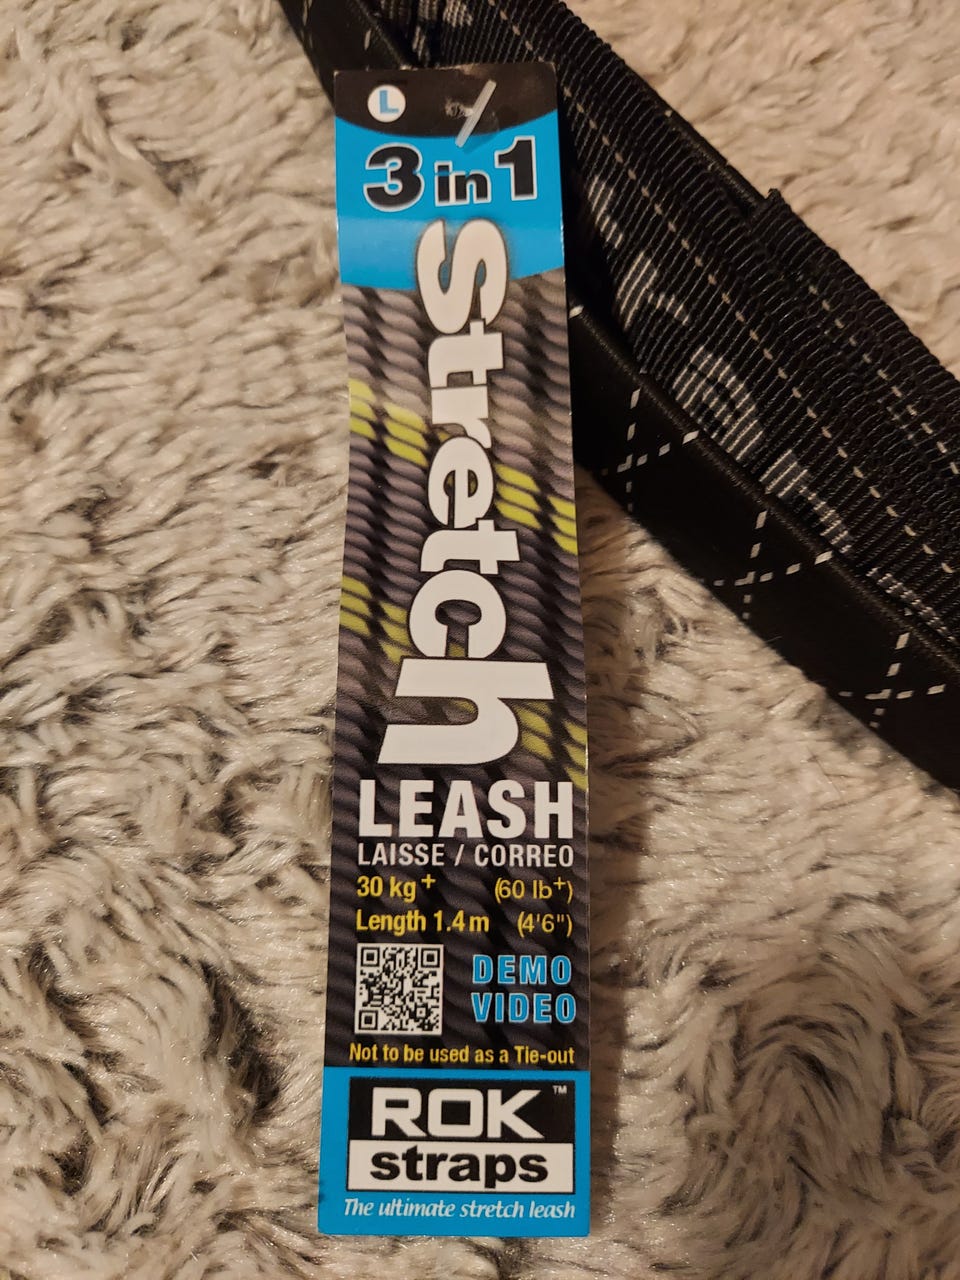 L
3 in 1
Stretch
LEASH
LAISSE / CORREO
30 kg+ (60 lb+)
Length 1.4 m (4'6")
DEMO
VIDEO
Not to be used as a Tie-out
ROK™
straps
The ultimate stretch leash